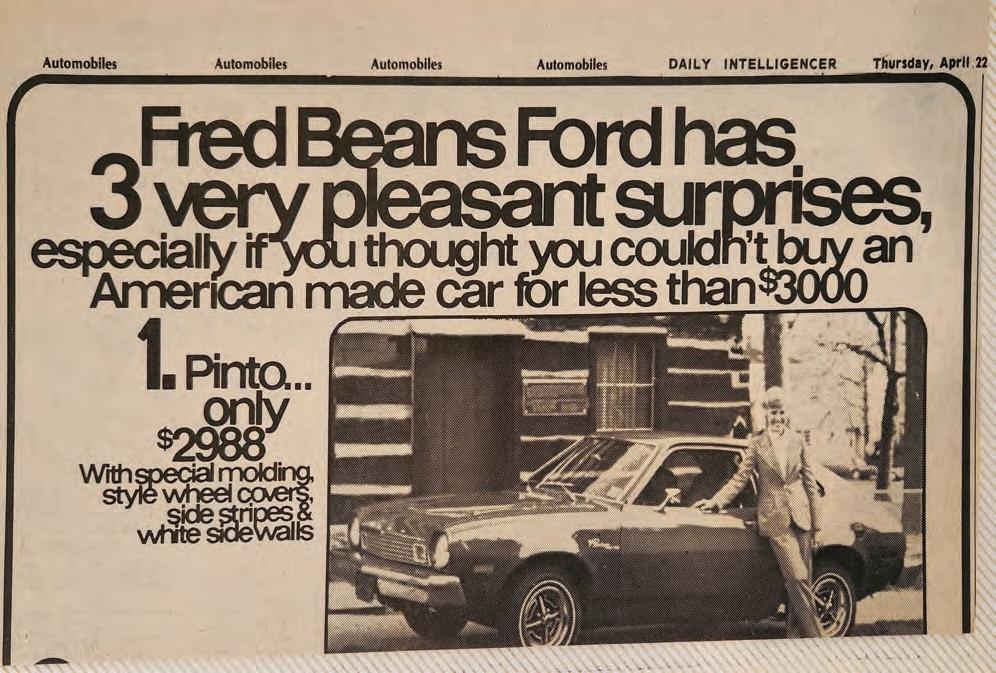 Automobiles Automobiles Automobiles Automobiles DAILY INTELLIGENCER Thursday, April 22
Fred Beans Ford has
3 very pleasant surprises,
especially if you thought you couldn't buy an
American made car for less than $3000
1. Pinto...
only
$2988
With special molding,
style wheel covers,
side stripes &
white sidewalls